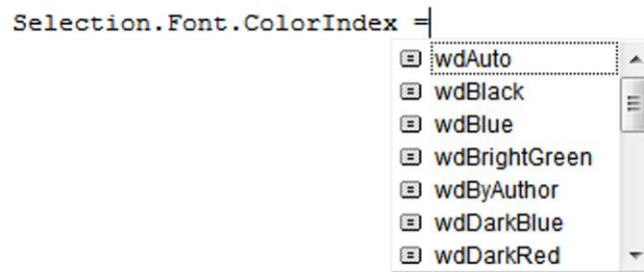 Selection.Font.ColorIndex =
wdAuto
wdBlack
wdBlue
wdBrightGreen
wdByAuthor
wdDarkBlue
wdDarkRed